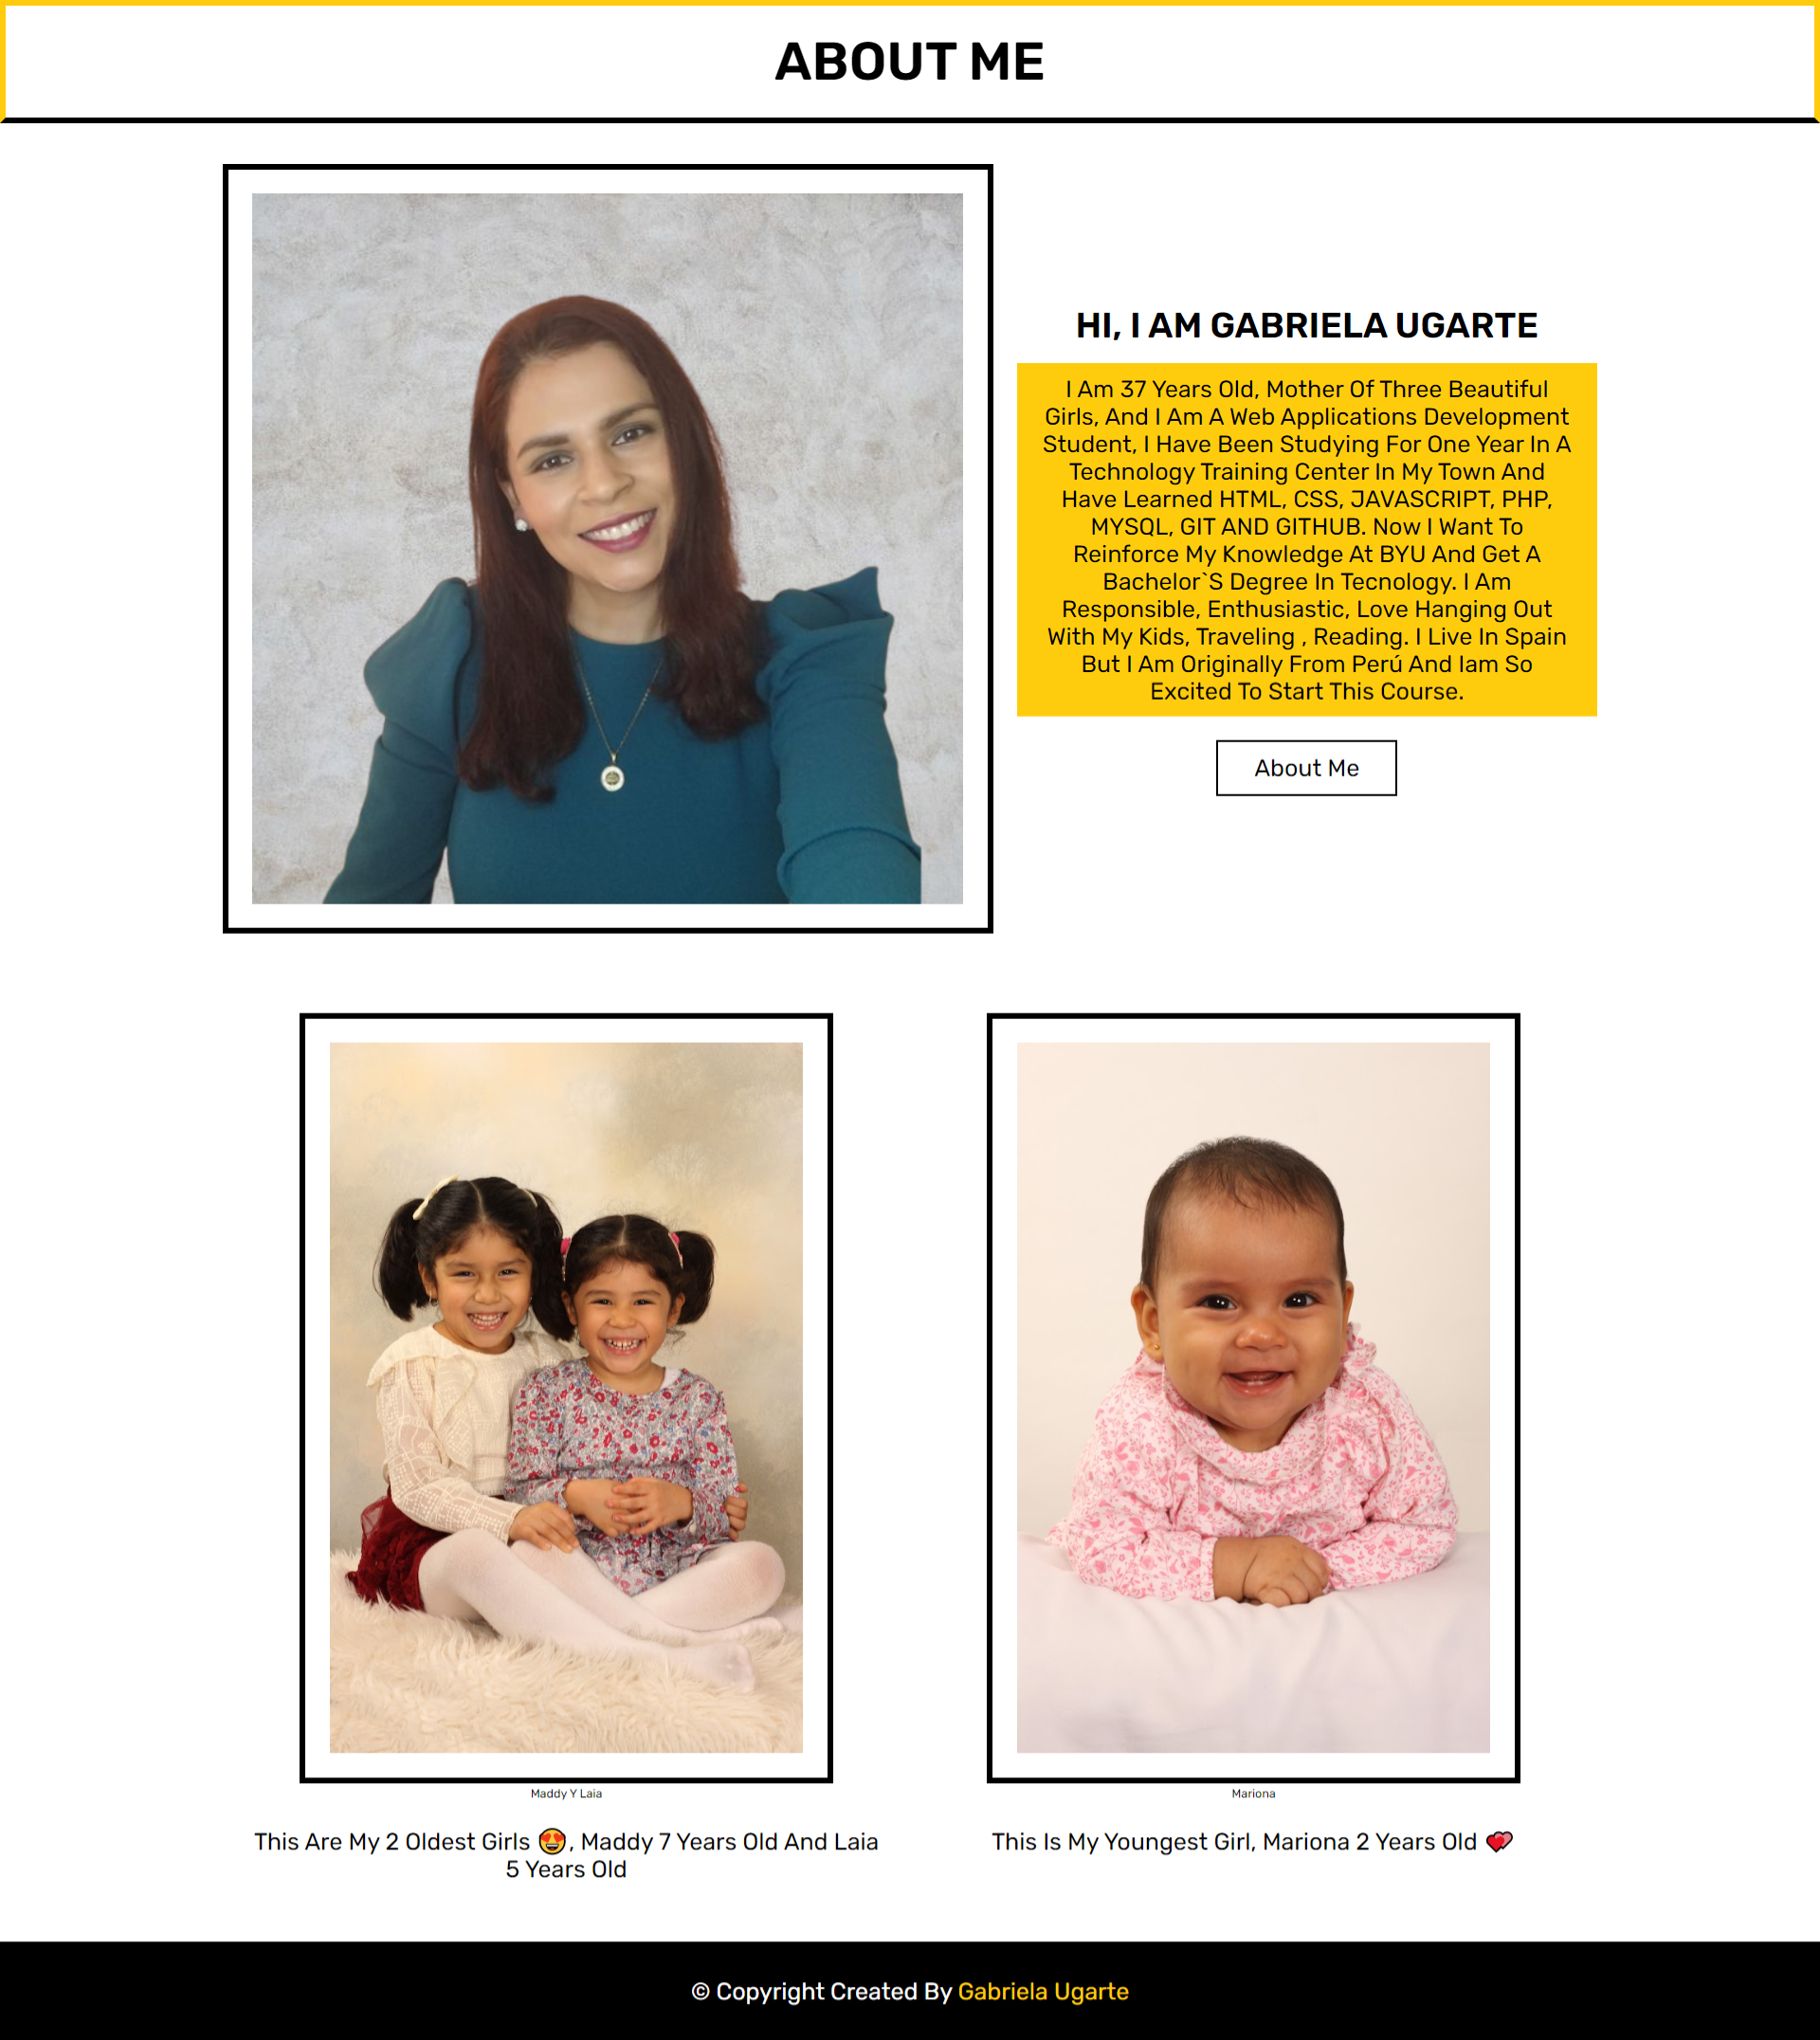 ABOUT ME
HI, I AM GABRIELA UGARTE
I Am 37 Years Old, Mother Of Three Beautiful
Girls, And I Am A Web Applications Development
Student, I Have Been Studying For One Year In A
Technology Training Center In My Town And
Have Learned HTML, CSS, JAVASCRIPT, PHP,
MYSQL, GIT AND GITHUB. Now I Want To
Reinforce My Knowledge At BYU And Get A
Bachelor`S Degree In Tecnology. I Am
Responsible, Enthusiastic, Love Hanging Out
With My Kids, Traveling , Reading. I Live In Spain
But I Am Originally From Perú And Iam So
Excited To Start This Course.
About Me
Maddy Y Laia
This Are My 2 Oldest Girls 😍, Maddy 7 Years Old And Laia
5 Years Old
Mariona
This Is My Youngest Girl, Mariona 2 Years Old 💕
© Copyright Created By Gabriela Ugarte